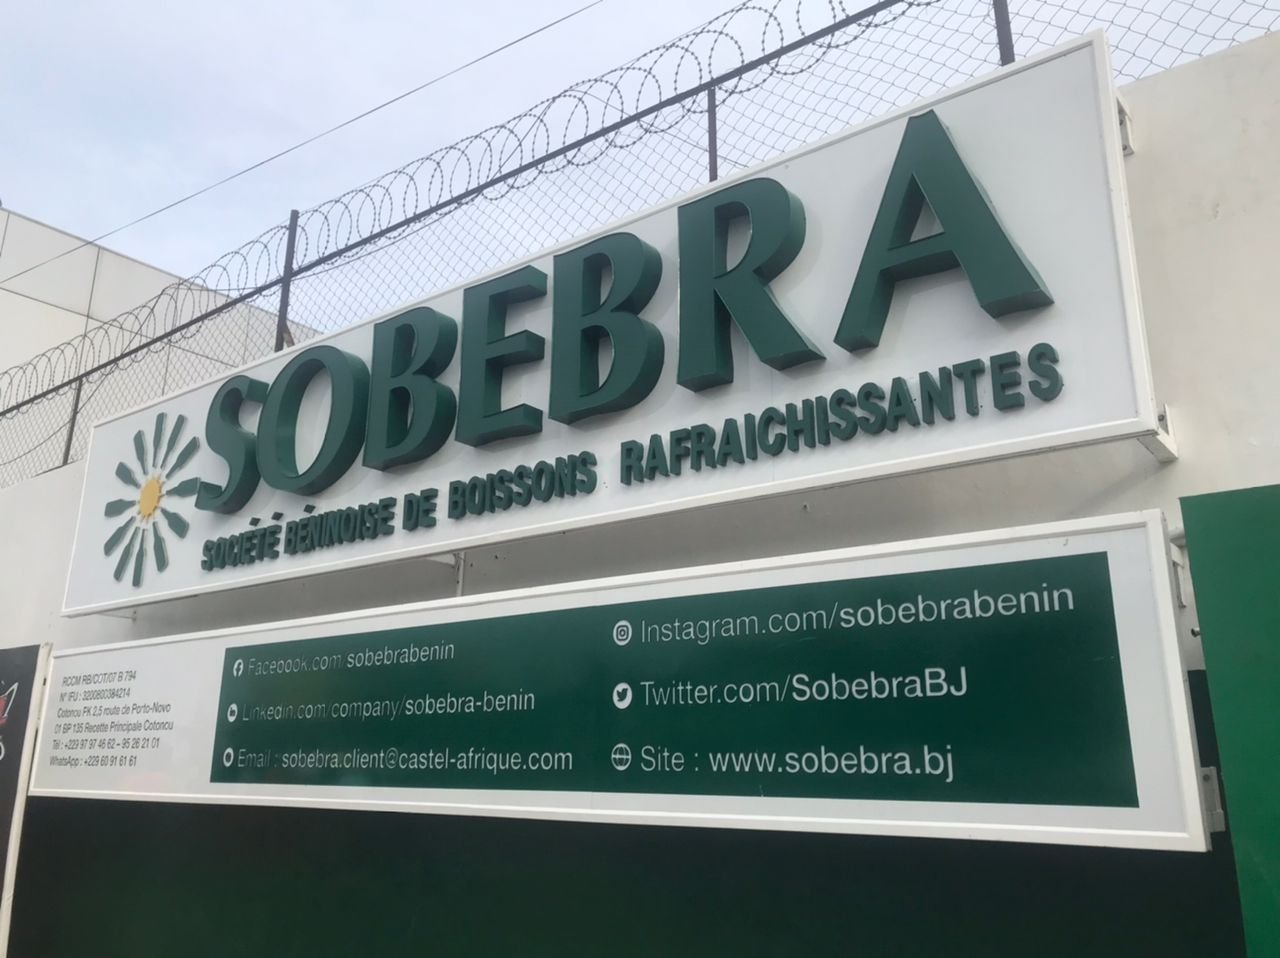 SOBEBRA
SOCIÉTÉ BÉNINOISE DE BOISSONS RAFRAICHISSANTES
RCCM RB/COT/07 B 794
N° IFU : 3200800384214
Cotonou PK 2,5 route de Porto-Novo
01 BP 135 Recette Principale Cotonou
Tél : +229 97 97 46 62 – 95 26 21 01
WhatsApp : +229 60 91 61 61
Facebook.com/sobebrabenin
Linkedin.com/company/sobebra-benin
Email : sobebra.client@castel-afrique.com
Instagram.com/sobebrabenin
Twitter.com/SobebraBJ
Site : www.sobebra.bj